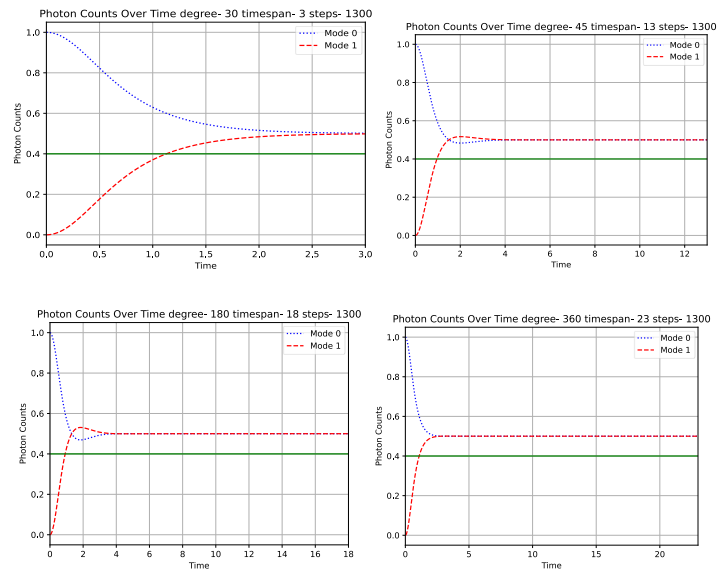 Photon Counts Over Time degree- 30 timespan- 3 steps- 1300
Mode 0
Mode 1
Photon Counts
1.0
0.8
0.6
0.4
0.2
0.0
0.0 0.5 1.0 1.5 2.0 2.5 3.0
Time
Photon Counts Over Time degree- 45 timespan- 13 steps- 1300
Mode 0
Mode 1
Photon Counts
1.0
0.8
0.6
0.4
0.2
0.0
0 2 4 6 8 10 12
Time
Photon Counts Over Time degree- 180 timespan- 18 steps- 1300
Mode 0
Mode 1
Photon Counts
1.0
0.8
0.6
0.4
0.2
0.0
0 2 4 6 8 10 12 14 16 18
Time
Photon Counts Over Time degree- 360 timespan- 23 steps- 1300
Mode 0
Mode 1
Photon Counts
1.0
0.8
0.6
0.4
0.2
0.0
0 5 10 15 20
Time